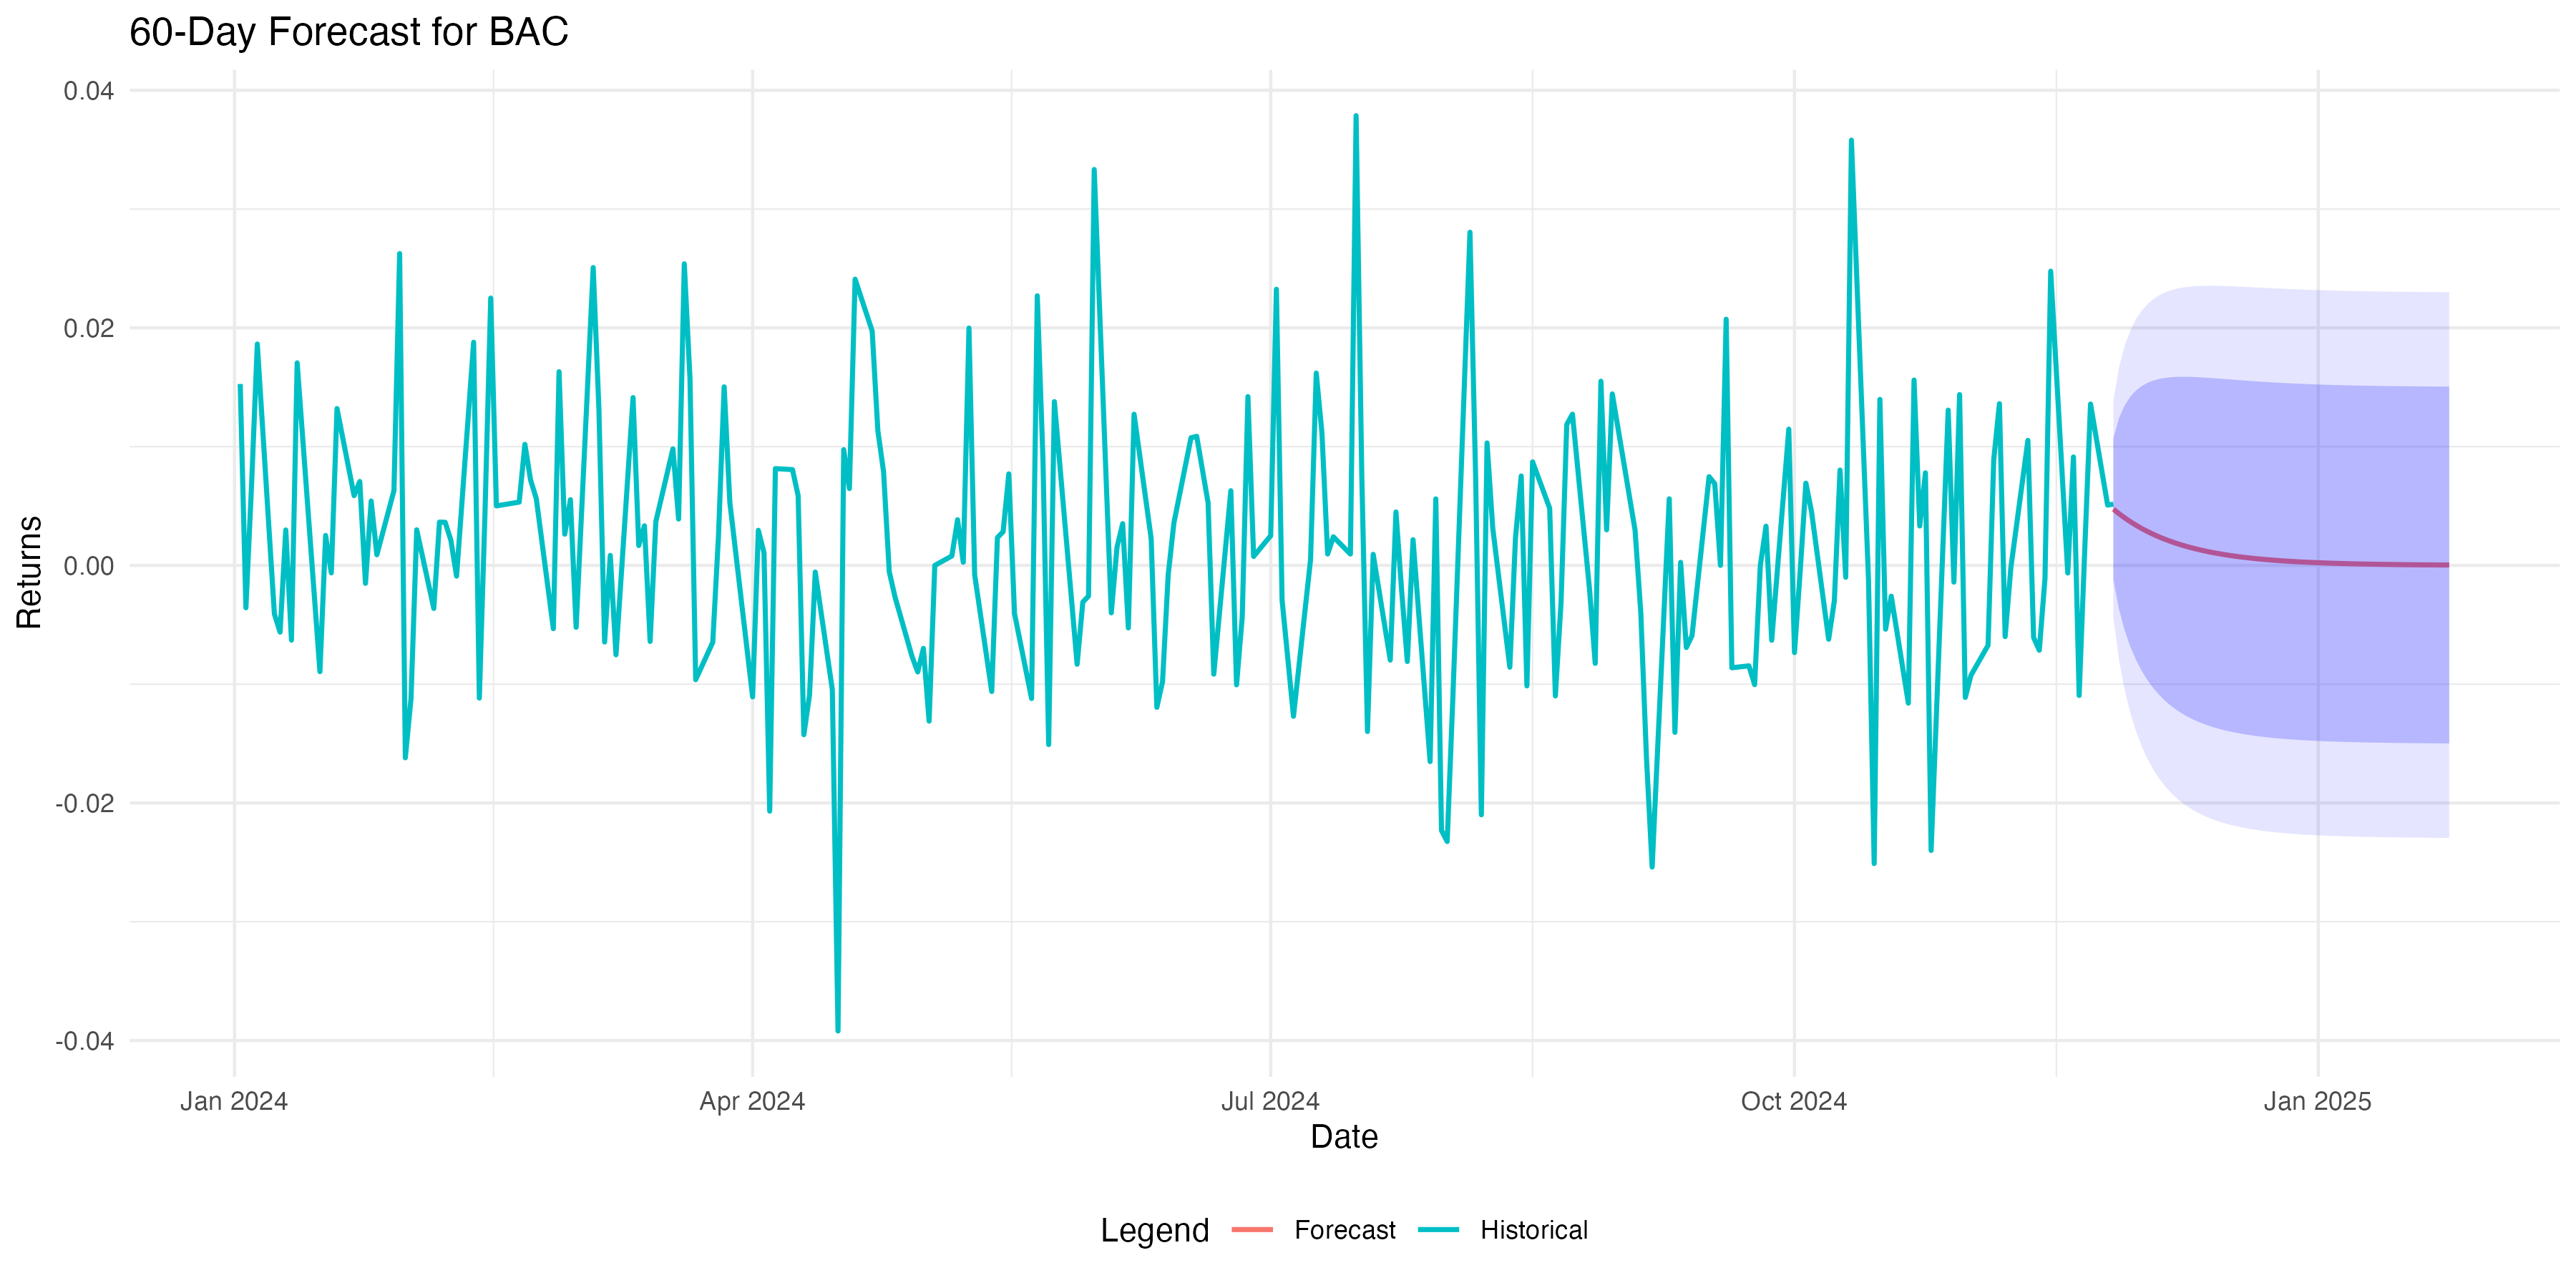 60-Day Forecast for BAC
0.04
0.02
0.00
-0.02
-0.04
Returns
Jan 2024 Apr 2024 Jul 2024 Oct 2024 Jan 2025
Date
Legend Forecast Historical